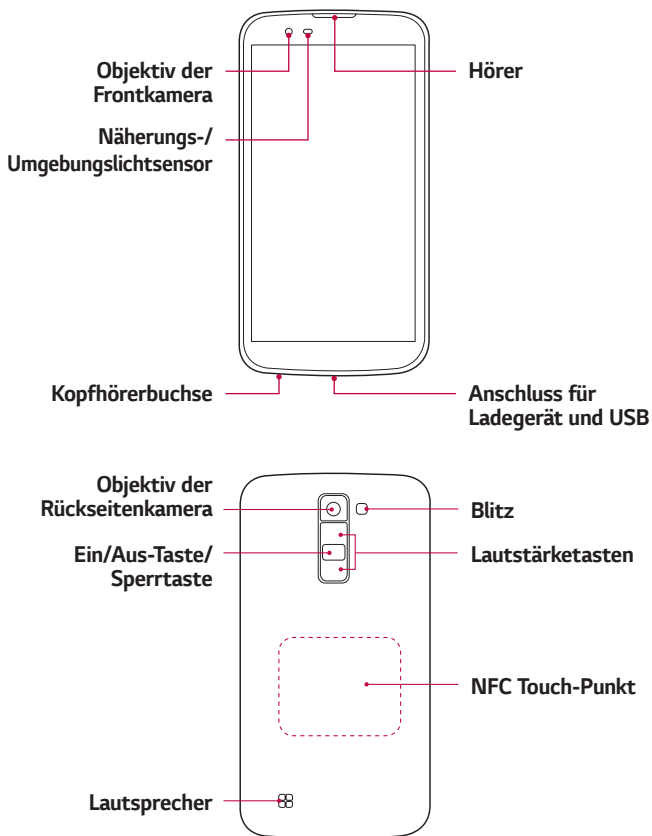 Objektiv der
Frontkamera
Hörer
Näherungs-/
Umgebungslichtsensor
Kopfhörerbuchse
Anschluss für
Ladegerät und USB
Objektiv der
Rückseitenkamera
Blitz
Ein/Aus-Taste/
Sperrtaste
Lautstärketasten
NFC Touch-Punkt
Lautsprecher